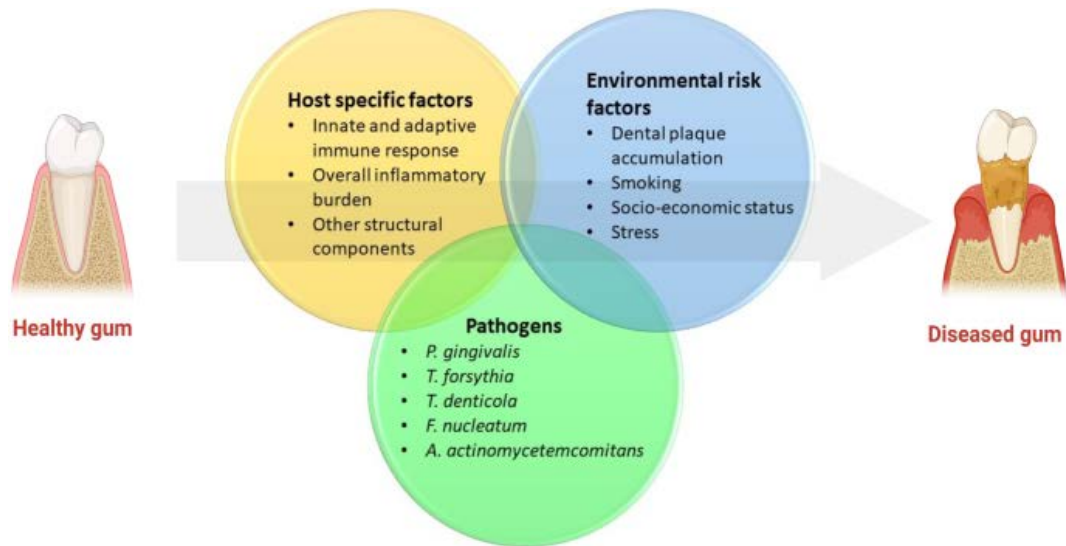 Host specific factors
• Innate and adaptive
immune response
• Overall inflammatory
burden
• Other structural
components
Environmental risk
factors
• Dental plaque
accumulation
• Smoking
• Socio-economic status
• Stress
Healthy gum
Diseased gum
Pathogens
• P. gingivalis
• T. forsythia
• T. denticola
• F. nucleatum
• A. actinomycetemcomitans